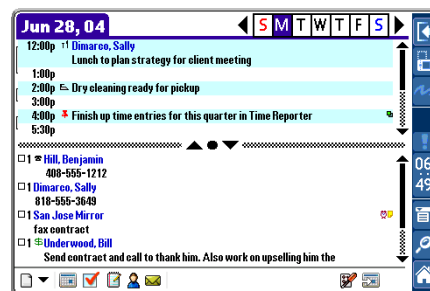 Jun 28, 04 S M T W T F S
12:00p Dimarco, Sally
Lunch to plan strategy for client meeting
1:00p
2:00p Dry cleaning ready for pickup
3:00p
4:00p Finish up time entries for this quarter in Time Reporter
5:30p
1 Hill, Benjamin
408-555-1212
1 Dimarco, Sally
818-555-3649
1 San Jose Mirror
fax contract
1 Underwood, Bill
Send contract and call to thank him. Also work on upselling him the
06
49